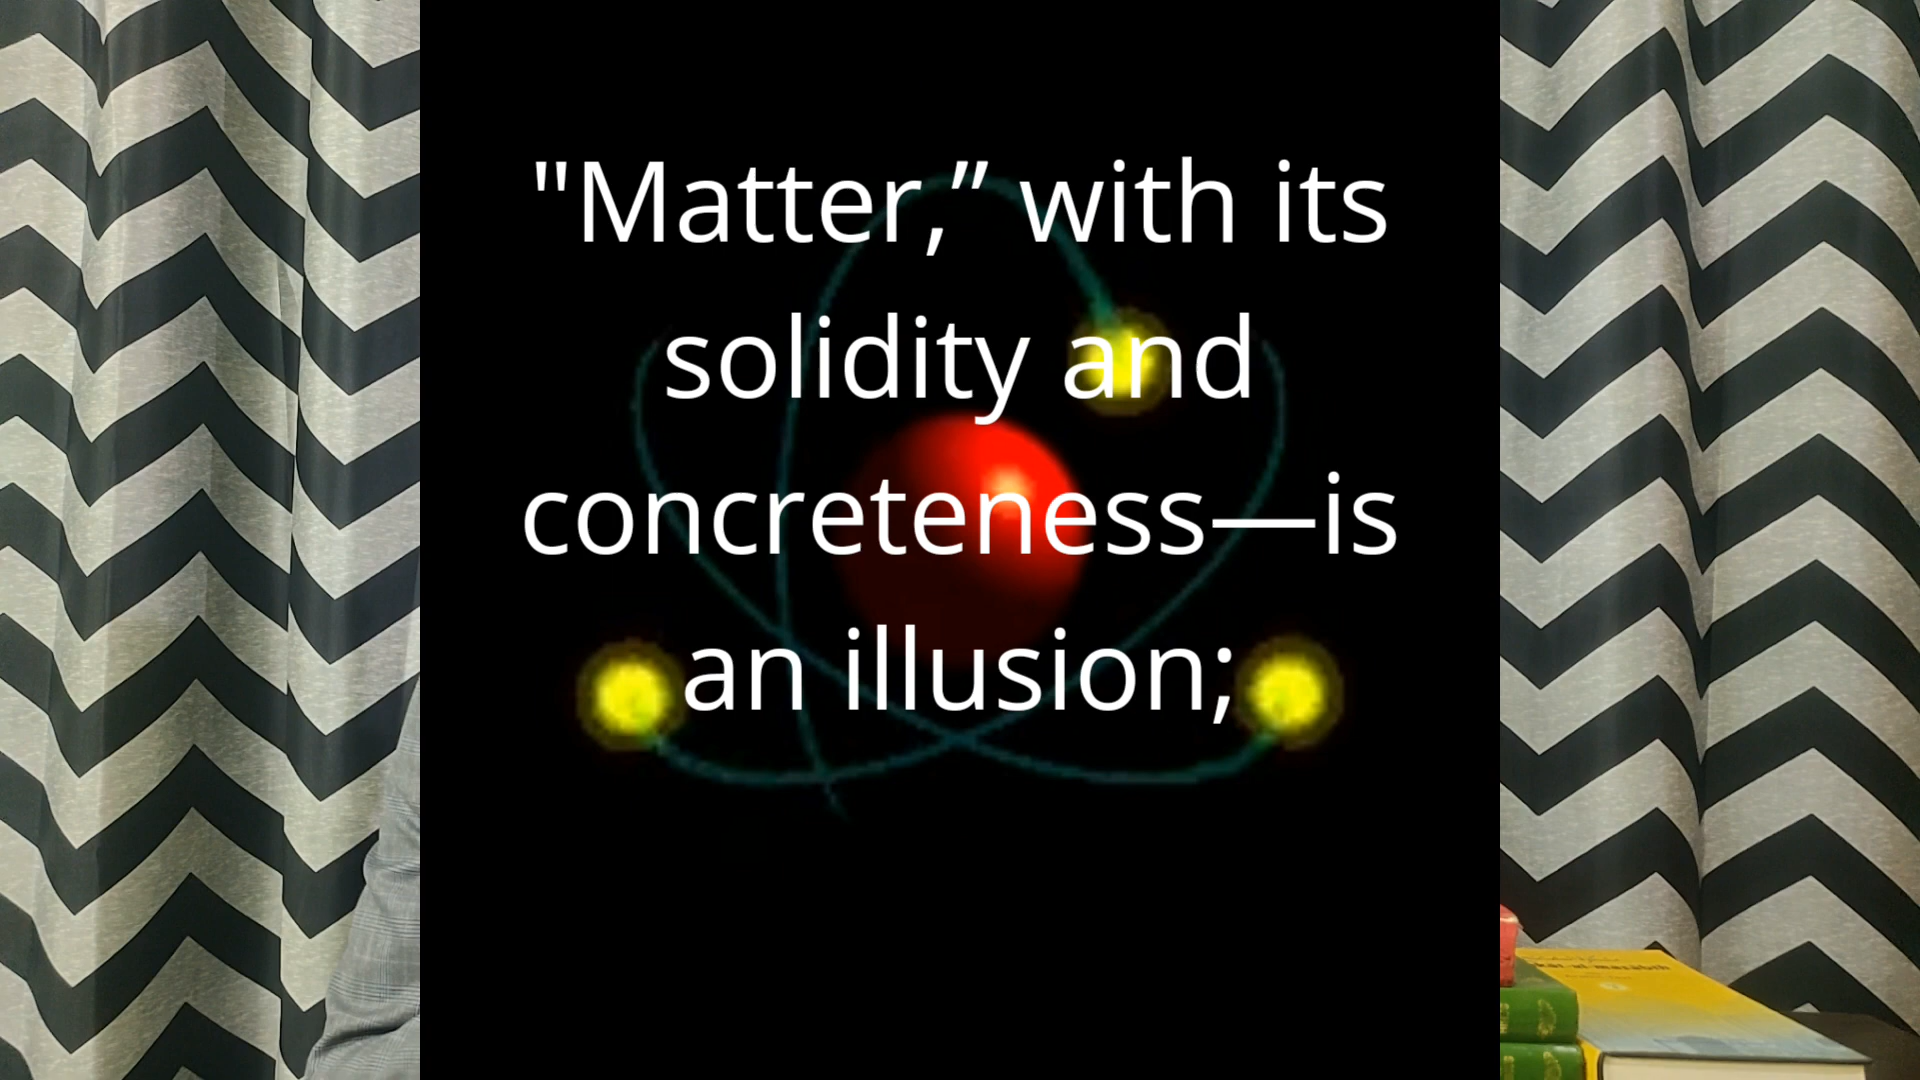 "Matter,” with its
solidity and
concreteness—is
an illusion;